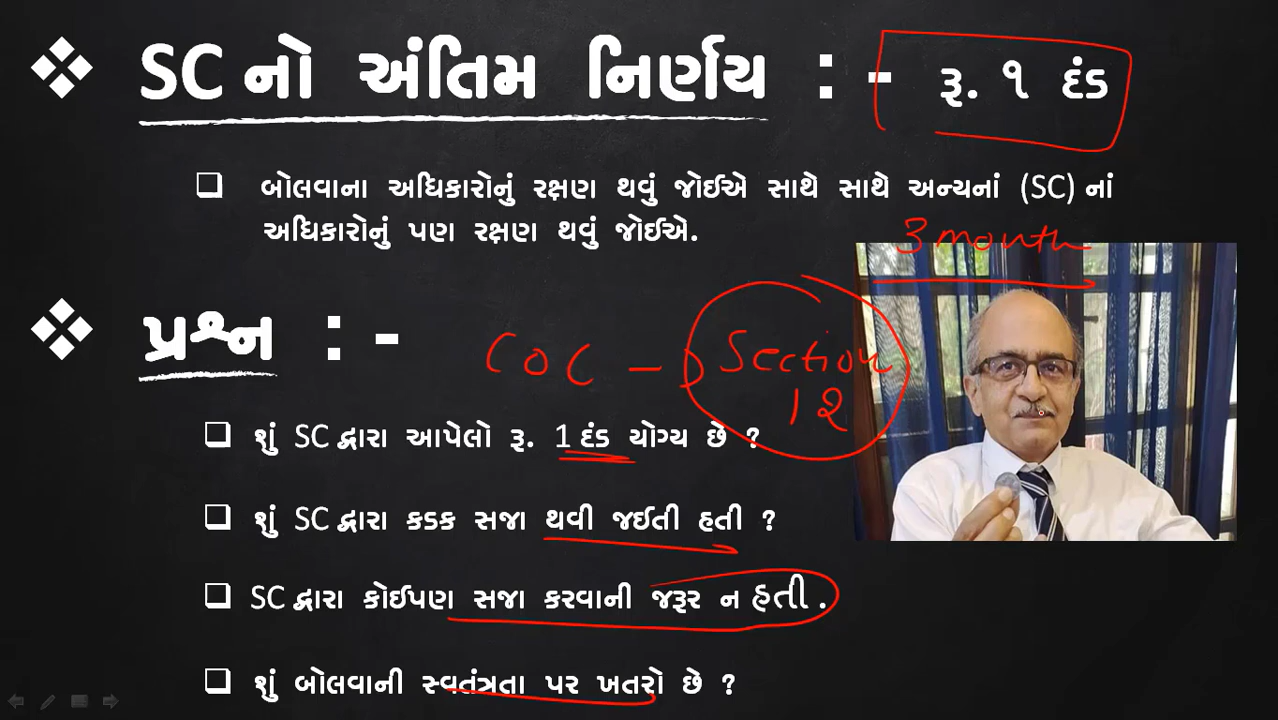 SC નો અંતિમ નિર્ણય :- રૂ. ૧ દંડ
બોલવાના અધિકારોનું રક્ષણ થવું જોઈએ સાથે સાથે અન્યનાં (SC) નાં
અધિકારોનું પણ રક્ષણ થવું જોઈએ.
3 month
પ્રશ્ન :-
COC - Section
12
શું SC દ્વારા આપેલો રૂ. 1 દંડ યોગ્ય છે ?
શું SC દ્વારા કડક સજા થવી જઈતી હતી ?
SC દ્વારા કોઈપણ સજા કરવાની જરૂર ન હતી .
શું બોલવાની સ્વતંત્રતા પર ખતરો છે ?